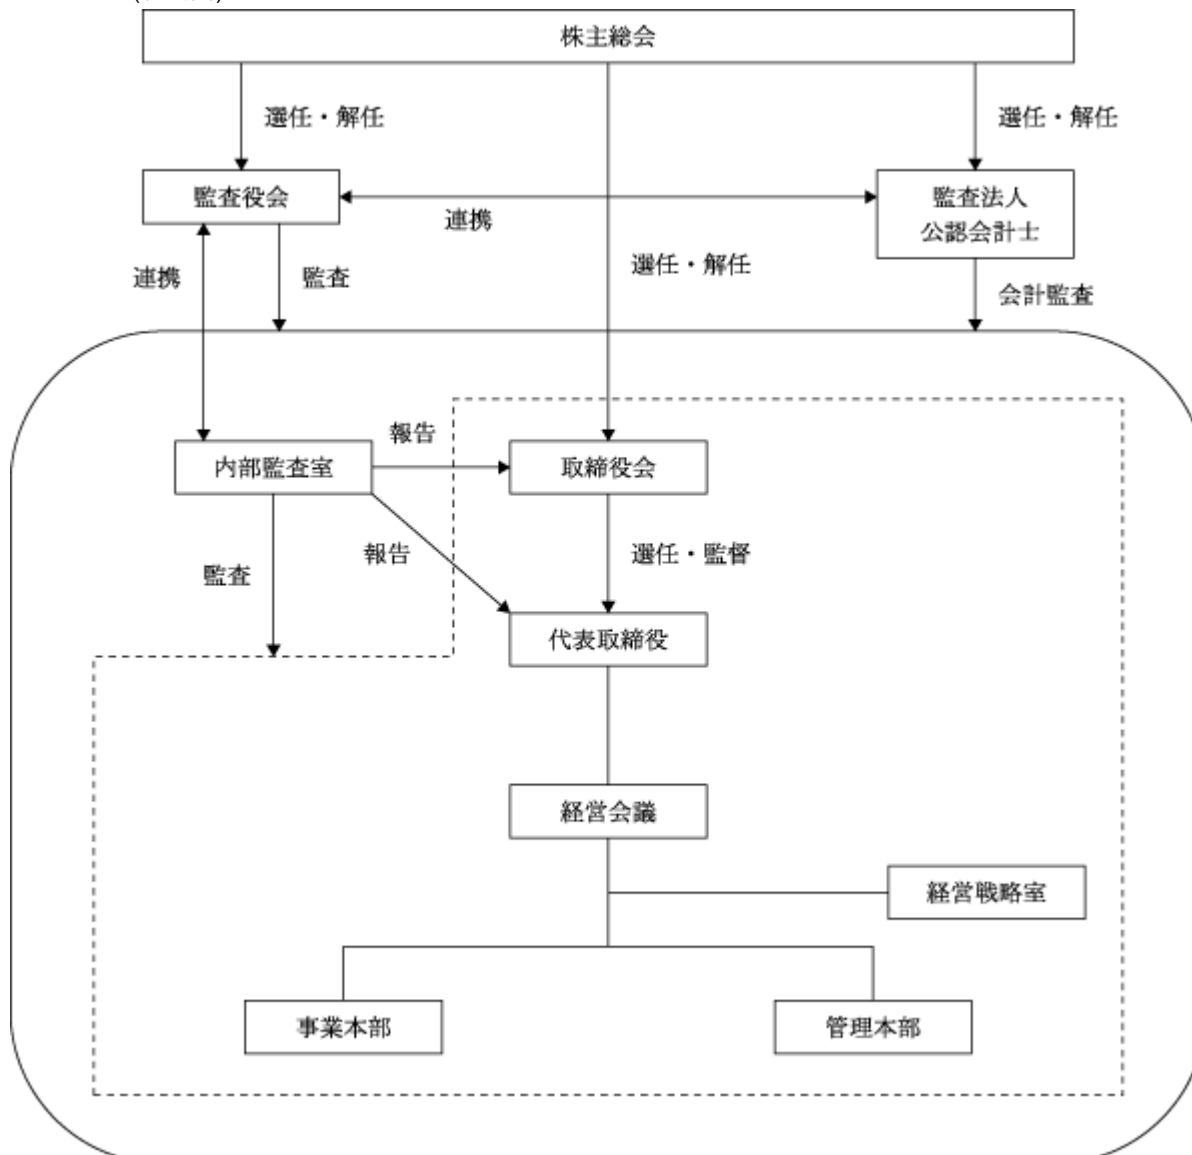 株主総会
選任・解任
選任・解任
監査役会
監査法人
公認会計士
連携
選任・解任
連携
監査
会計監査
報告
内部監査室
取締役会
報告
選任・監督
監査
代表取締役
経営会議
経営戦略室
事業本部
管理本部